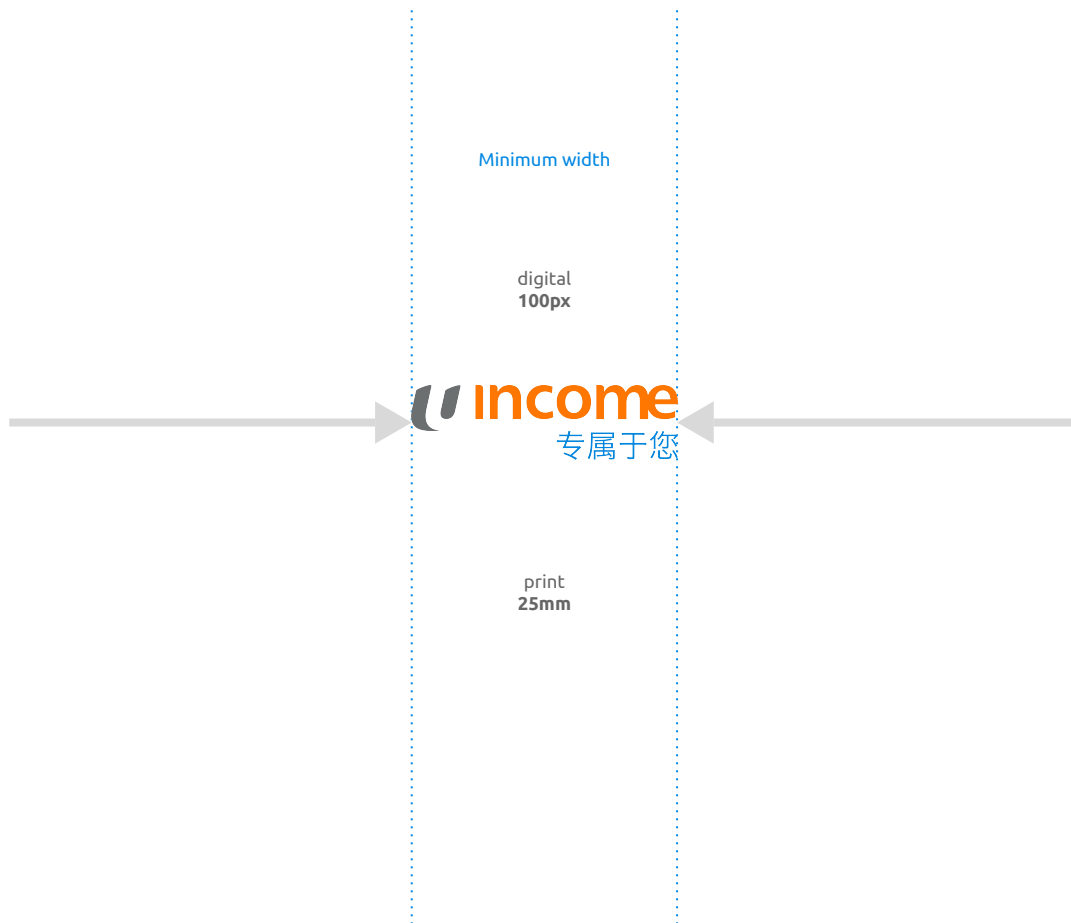 Minimum width
digital
100px
income
专属于您
print
25mm